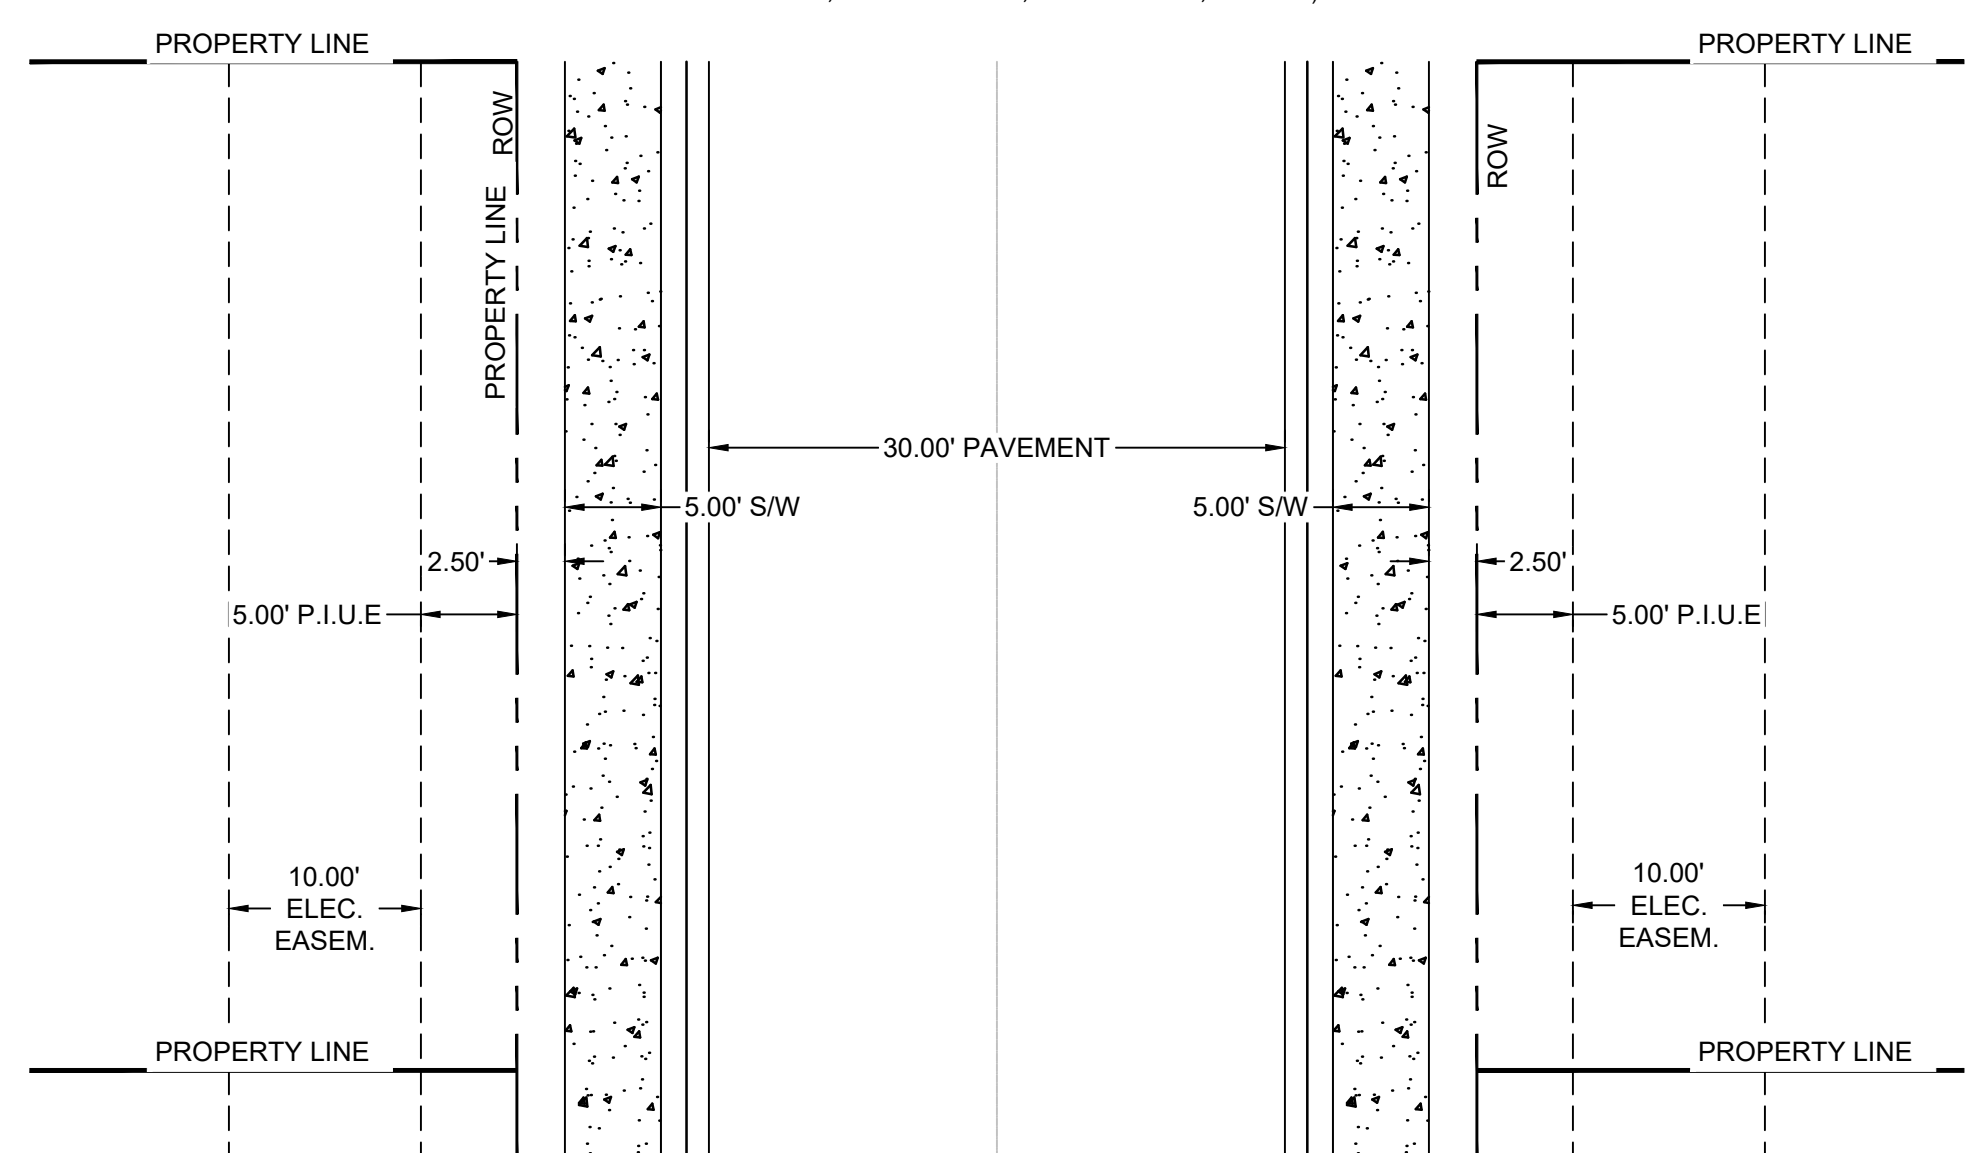 PROPERTY LINE
PROPERTY LINE
ROW
PROPERTY LINE
ROW
30.00' PAVEMENT
5.00' S/W
5.00' S/W
2.50'
2.50'
5.00' P.I.U.E
5.00' P.I.U.E
10.00'
ELEC.
EASEM.
10.00'
ELEC.
EASEM.
PROPERTY LINE
PROPERTY LINE